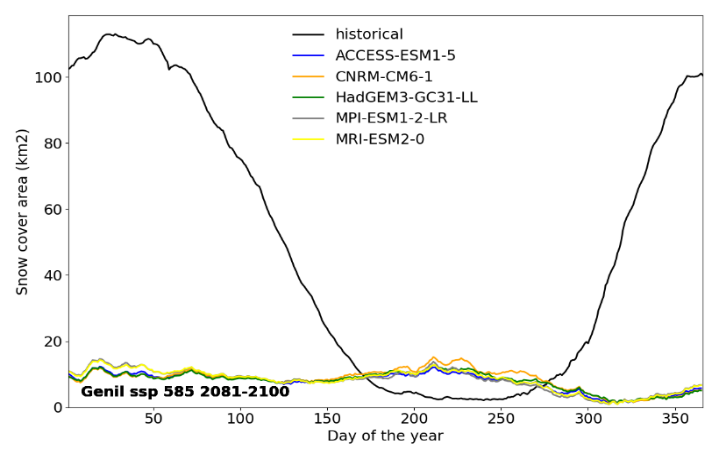 historical
ACCESS-ESM1-5
CNRM-CM6-1
HadGEM3-GC31-LL
MPI-ESM1-2-LR
MRI-ESM2-0
Snow cover area (km2)
100
80
60
40
20
0
Genil ssp 585 2081-2100
50 100 150 200 250 300 350
Day of the year